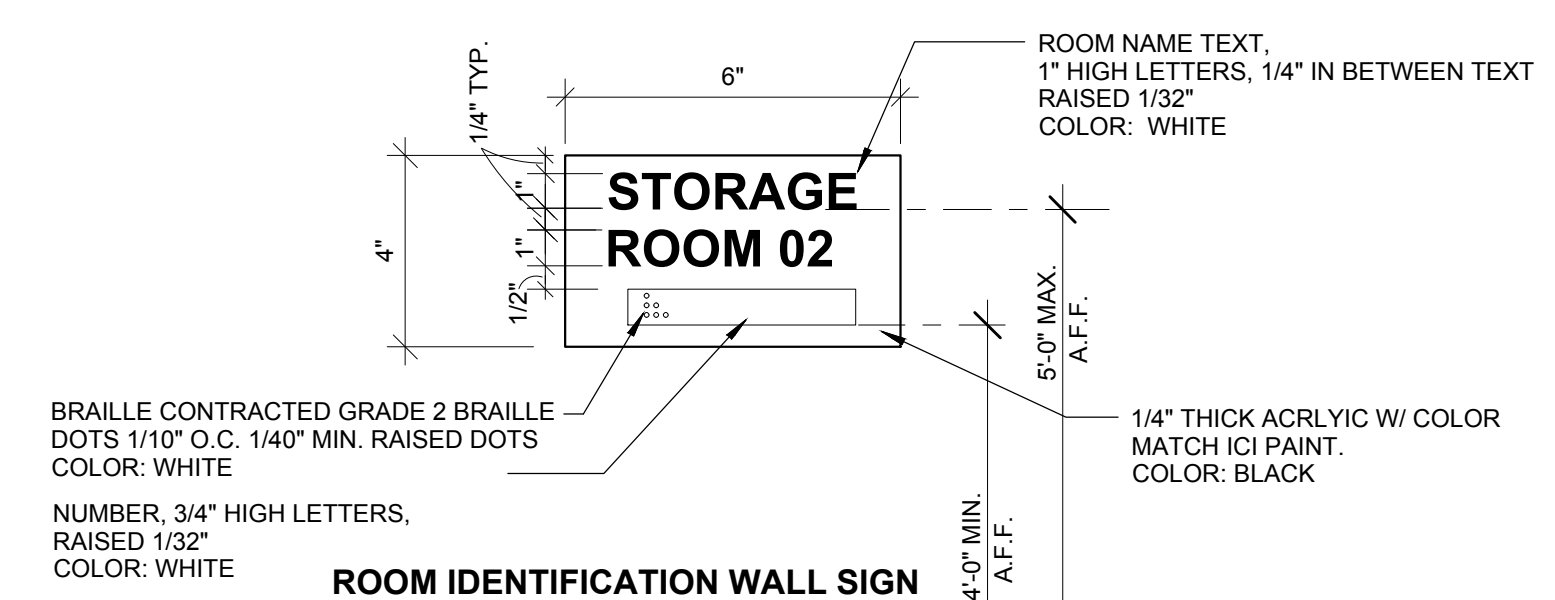 ROOM NAME TEXT,
1" HIGH LETTERS, 1/4" IN BETWEEN TEXT
RAISED 1/32"
COLOR: WHITE
6"
1/4" TYP.
4"
1"
1"
1/2"
STORAGE
ROOM 02
5'-0" MAX.
A.F.F.
4'-0" MIN.
A.F.F.
BRAILLE CONTRACTED GRADE 2 BRAILLE
DOTS 1/10" O.C. 1/40" MIN. RAISED DOTS
COLOR: WHITE
1/4" THICK ACRLYIC W/ COLOR
MATCH ICI PAINT.
COLOR: BLACK
NUMBER, 3/4" HIGH LETTERS,
RAISED 1/32"
COLOR: WHITE
ROOM IDENTIFICATION WALL SIGN